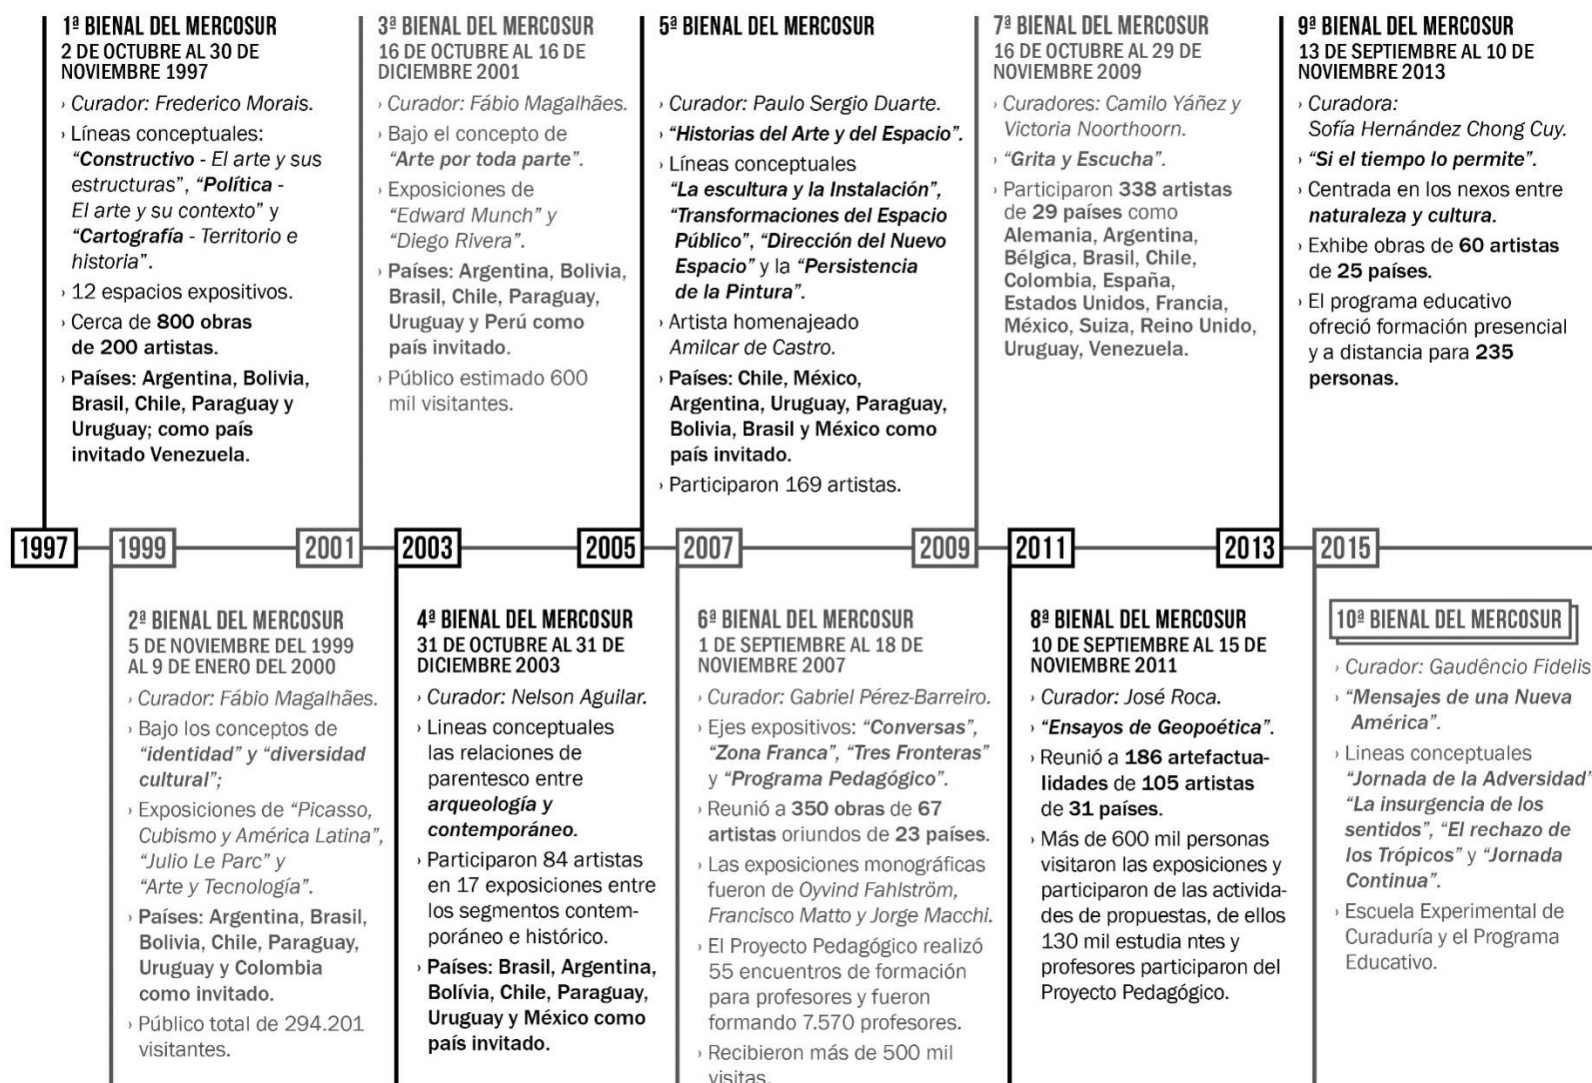 1ª BIENAL DEL MERCOSUR
2 DE OCTUBRE AL 30 DE
NOVIEMBRE 1997
› Curador: Frederico Morais.
› Líneas conceptuales:
“Constructivo - El arte y sus
estructuras”, “Política -
El arte y su contexto” y
“Cartografía - Territorio e
historia”.
› 12 espacios expositivos.
› Cerca de 800 obras
de 200 artistas.
› Países: Argentina, Bolivia,
Brasil, Chile, Paraguay y
Uruguay; como país
invitado Venezuela.
3ª BIENAL DEL MERCOSUR
16 DE OCTUBRE AL 16 DE
DICIEMBRE 2001
› Curador: Fábio Magalhães.
› Bajo el concepto de
“Arte por toda parte”.
› Exposiciones de
“Edward Munch” y
“Diego Rivera”.
› Países: Argentina, Bolivia,
Brasil, Chile, Paraguay,
Uruguay y Perú como
país invitado.
› Público estimado 600
mil visitantes.
5ª BIENAL DEL MERCOSUR
› Curador: Paulo Sergio Duarte.
› “Historias del Arte y del Espacio”.
› Líneas conceptuales
“La escultura y la Instalación”,
“Transformaciones del Espacio
Público”, “Dirección del Nuevo
Espacio” y la “Persistencia
de la Pintura”.
› Artista homenajeado
Amilcar de Castro.
› Países: Chile, México,
Argentina, Uruguay, Paraguay,
Bolivia, Brasil y México como
país invitado.
› Participaron 169 artistas.
7ª BIENAL DEL MERCOSUR
16 DE OCTUBRE AL 29 DE
NOVIEMBRE 2009
› Curadores: Camilo Yáñez y
Victoria Noorthoorn.
› “Grita y Escucha”.
› Participaron 338 artistas
de 29 países como
Alemania, Argentina,
Bélgica, Brasil, Chile,
Colombia, España,
Estados Unidos, Francia,
México, Suiza, Reino Unido,
Uruguay, Venezuela.
9ª BIENAL DEL MERCOSUR
13 DE SEPTIEMBRE AL 10 DE
NOVIEMBRE 2013
› Curadora:
Sofía Hernández Chong Cuy.
› “Si el tiempo lo permite”.
› Centrada en los nexos entre
naturaleza y cultura.
› Exhibe obras de 60 artistas
de 25 países.
› El programa educativo
ofreció formación presencial
y a distancia para 235
personas.
1997
1999
2001
2003
2005
2007
2009
2011
2013
2015
2ª BIENAL DEL MERCOSUR
5 DE NOVIEMBRE DEL 1999
AL 9 DE ENERO DEL 2000
› Curador: Fábio Magalhães.
› Bajo los conceptos de
“identidad” y “diversidad
cultural”;
› Exposiciones de “Picasso,
Cubismo y América Latina”,
“Julio Le Parc” y
“Arte y Tecnología”.
› Países: Argentina, Brasil,
Bolivia, Chile, Paraguay,
Uruguay y Colombia
como invitado.
› Público total de 294.201
visitantes.
4ª BIENAL DEL MERCOSUR
31 DE OCTUBRE AL 31 DE
DICIEMBRE 2003
› Curador: Nelson Aguilar.
› Lineas conceptuales
las relaciones de
parentesco entre
arqueología y
contemporáneo.
› Participaron 84 artistas
en 17 exposiciones entre
los segmentos contem-
poráneo e histórico.
› Países: Brasil, Argentina,
Bolívia, Chile, Paraguay,
Uruguay y México como
país invitado.
6ª BIENAL DEL MERCOSUR
1 DE SEPTIEMBRE AL 18 DE
NOVIEMBRE 2007
› Curador: Gabriel Pérez-Barreiro.
› Ejes expositivos: “Conversas”,
“Zona Franca”, “Tres Fronteras”
y “Programa Pedagógico”.
› Reunió a 350 obras de 67
artistas oriundos de 23 países.
› Las exposiciones monográficas
fueron de Oyvind Fahlström,
Francisco Matto y Jorge Macchi.
› El Proyecto Pedagógico realizó
55 encuentros de formación
para profesores y fueron
formando 7.570 profesores.
› Recibieron más de 500 mil
visitas.
8ª BIENAL DEL MERCOSUR
10 DE SEPTIEMBRE AL 15 DE
NOVIEMBRE 2011
› Curador: José Roca.
› “Ensayos de Geopoética”.
› Reunió a 186 artefactua-
lidades de 105 artistas
de 31 países.
› Más de 600 mil personas
visitaron las exposiciones y
participaron de las activida-
des de propuestas, de ellos
130 mil estudia ntes y
profesores participaron del
Proyecto Pedagógico.
10ª BIENAL DEL MERCOSUR
› Curador: Gaudêncio Fidelis
› “Mensajes de una Nueva
América”.
› Lineas conceptuales
“Jornada de la Adversidad”
“La insurgencia de los
sentidos”, “El rechazo de
los Trópicos” y “Jornada
Continua”.
› Escuela Experimental de
Curaduría y el Programa
Educativo.